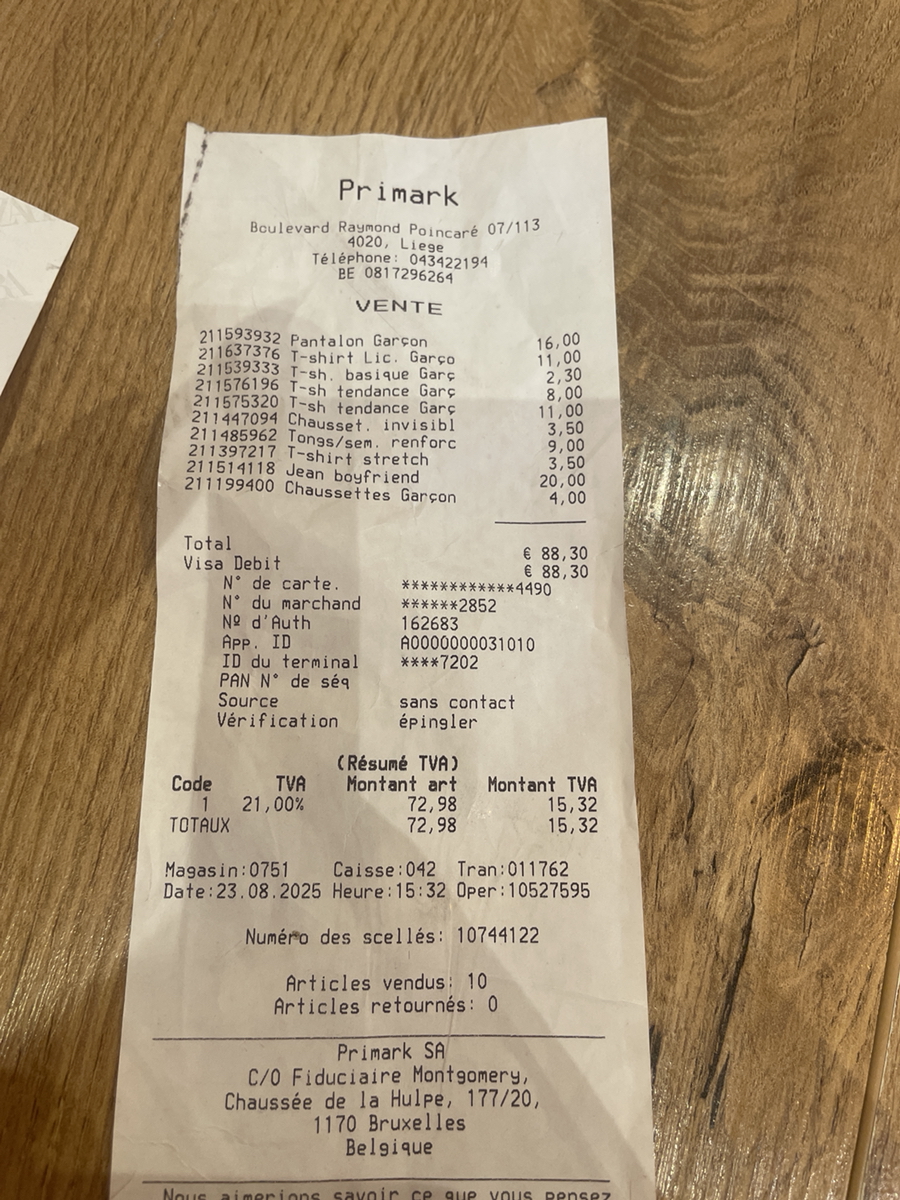 Primark
Boulevard Raymond Poincaré 07/113
4020, Liege
Téléphone: 043422194
BE 0817296264
VENTE
211593932 Pantalon Garçon 16,00
211637376 T-shirt Lic. Garço 11,00
211539333 T-sh. basique Garç 2,30
211576196 T-sh tendance Garç 8,00
211575320 T-sh tendance Garç 11,00
211447094 Chausset. invisibl 3,50
211485962 Tongs/sem. renforc 9,00
211397217 T-shirt stretch 3,50
211514118 Jean boyfriend 20,00
211199400 Chaussettes Garçon 4,00
Total € 88,30
Visa Debit € 88,30
N° de carte. ************4490
N° du marchand ******2852
Nº d'Auth 162683
App. ID A0000000031010
ID du terminal ****7202
PAN N° de séq
Source sans contact
Vérification épingler
(Résumé TVA)
Code TVA Montant art Montant TVA
1 21,00% 72,98 15,32
TOTAUX 72,98 15,32
Magasin:0751 Caisse:042 Tran:011762
Date:23.08.2025 Heure:15:32 Oper:10527595
Numéro des scellés: 10744122
Articles vendus: 10
Articles retournés: 0
Primark SA
C/O Fiduciaire Montgomery,
Chaussée de la Hulpe, 177/20,
1170 Bruxelles
Belgique
Nous aimerions savoir ce que vous pensez